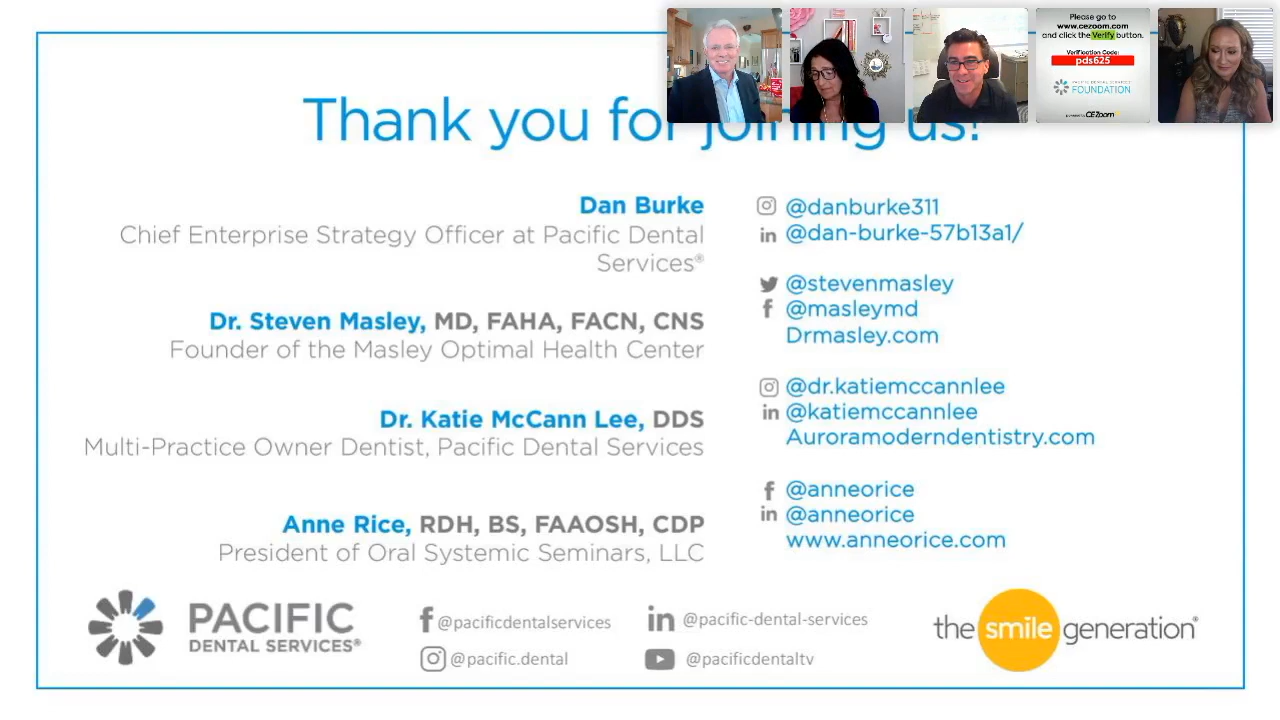 Please go to
www.cezoom.com
and click the Verify button.
Verification Code:
pds625
FOUNDATION
CEZoom
Thank you for joining us!
Dan Burke
Chief Enterprise Strategy Officer at Pacific Dental
Services®
@danburke311
@dan-burke-57b13a1/
Dr. Steven Masley, MD, FAHA, FACN, CNS
Founder of the Masley Optimal Health Center
@stevenmasley
@masleymd
Drmasley.com
Dr. Katie McCann Lee, DDS
Multi-Practice Owner Dentist, Pacific Dental Services
@dr.katiemccannlee
@katiemccannlee
Auroramoderndentistry.com
Anne Rice, RDH, BS, FAAOSH, CDP
President of Oral Systemic Seminars, LLC
@anneorice
@anneorice
www.anneorice.com
PACIFIC
DENTAL SERVICES®
@pacificdentalservices
@pacific.dental
@pacific-dental-services
@pacificdentaltv
the smile generation®